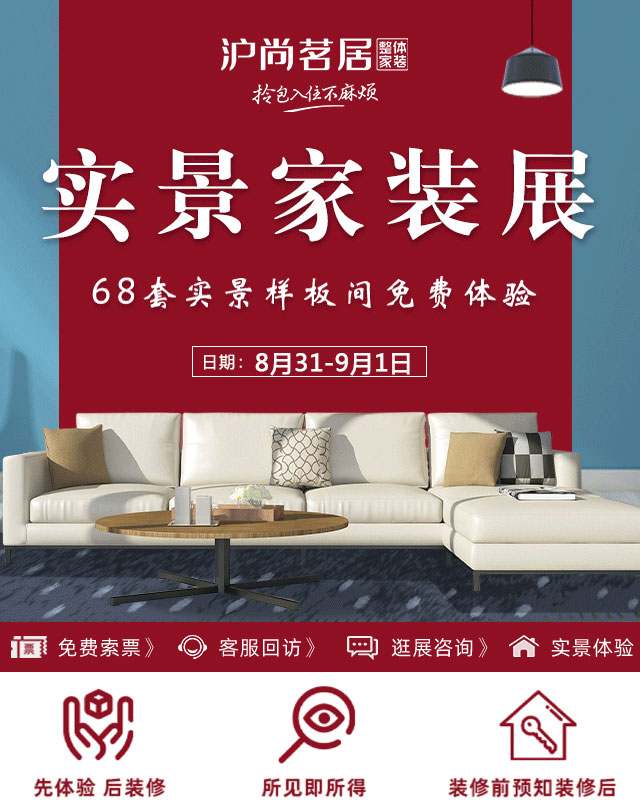 沪尚茗居 整体家装
拎包入住不麻烦
实景家装展
68套实景样板间免费体验
日期：8月31-9月1日
票 免费索票》 客服回访》 逛展咨询》 实景体验
先体验 后装修 所见即所得 装修前预知装修后